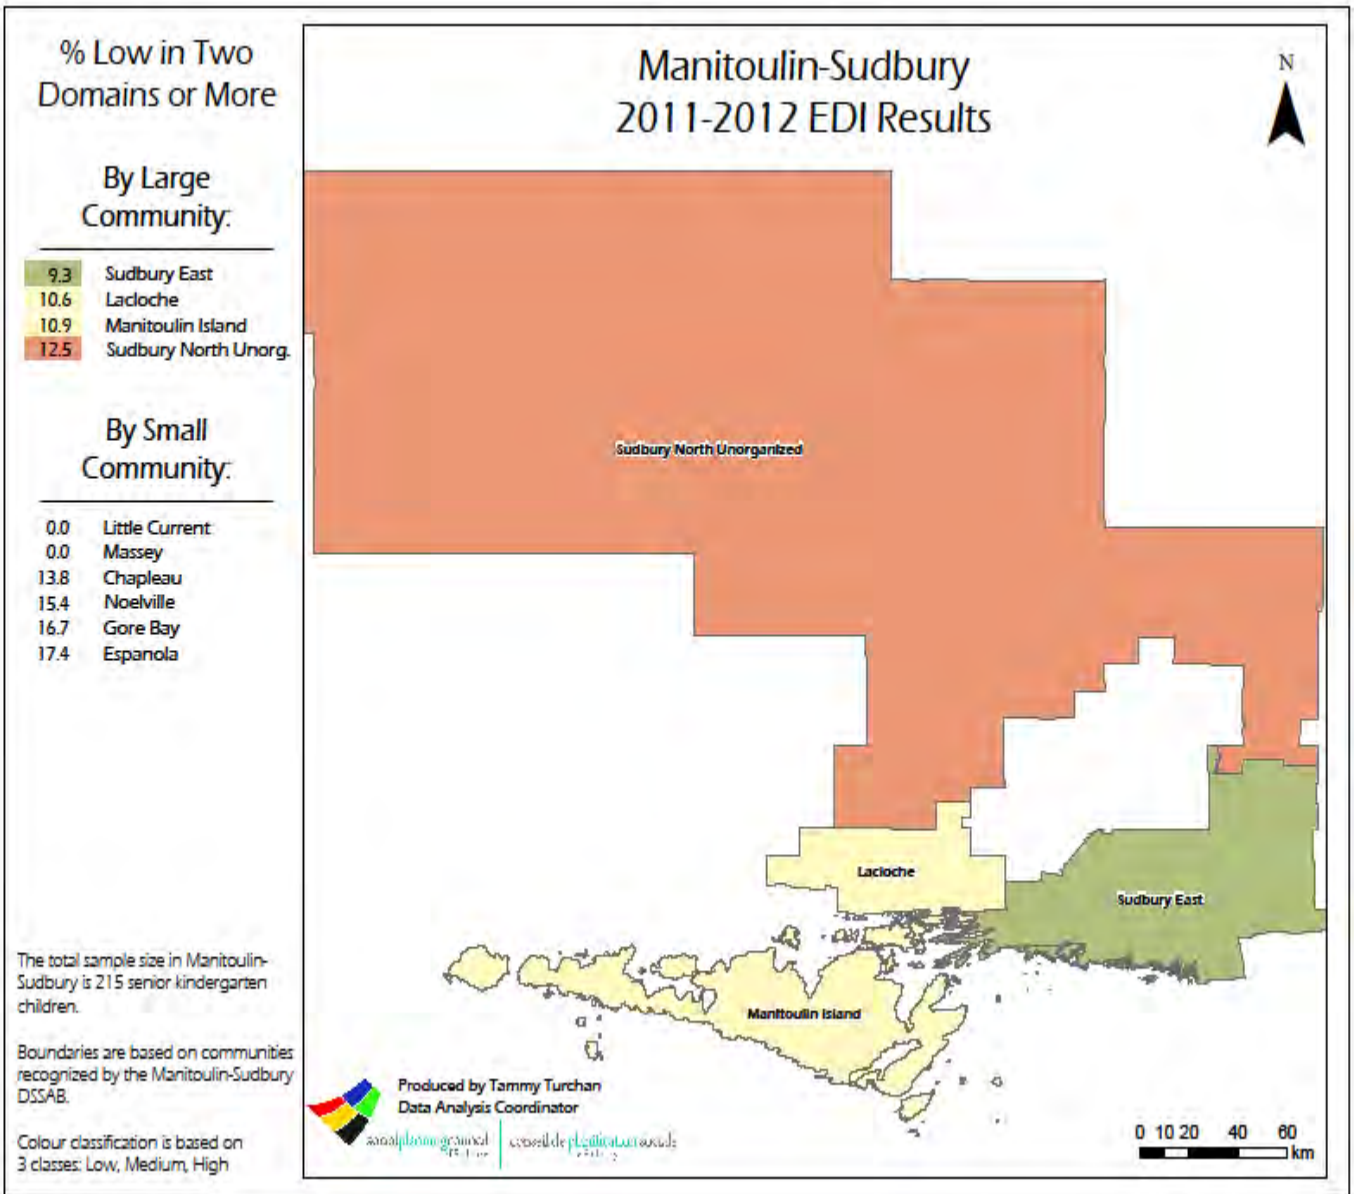 % Low in Two
Domains or More
By Large
Community:
9.3 Sudbury East
10.6 Lacloche
10.9 Manitoulin Island
12.5 Sudbury North Unorg.
By Small
Community:
0.0 Little Current
0.0 Massey
13.8 Chapleau
15.4 Noelville
16.7 Gore Bay
17.4 Espanola
The total sample size in Manitoulin-
Sudbury is 215 senior kindergarten
children.
Boundaries are based on communities
recognized by the Manitoulin-Sudbury
DSSAB.
Colour classification is based on
3 classes: Low, Medium, High
Manitoulin-Sudbury
2011-2012 EDI Results
N
Sudbury North Unorganized
Lacloche
Sudbury East
Manitoulin Island
Produced by Tammy Turchan
Data Analysis Coordinator
0 10 20 40 60
km